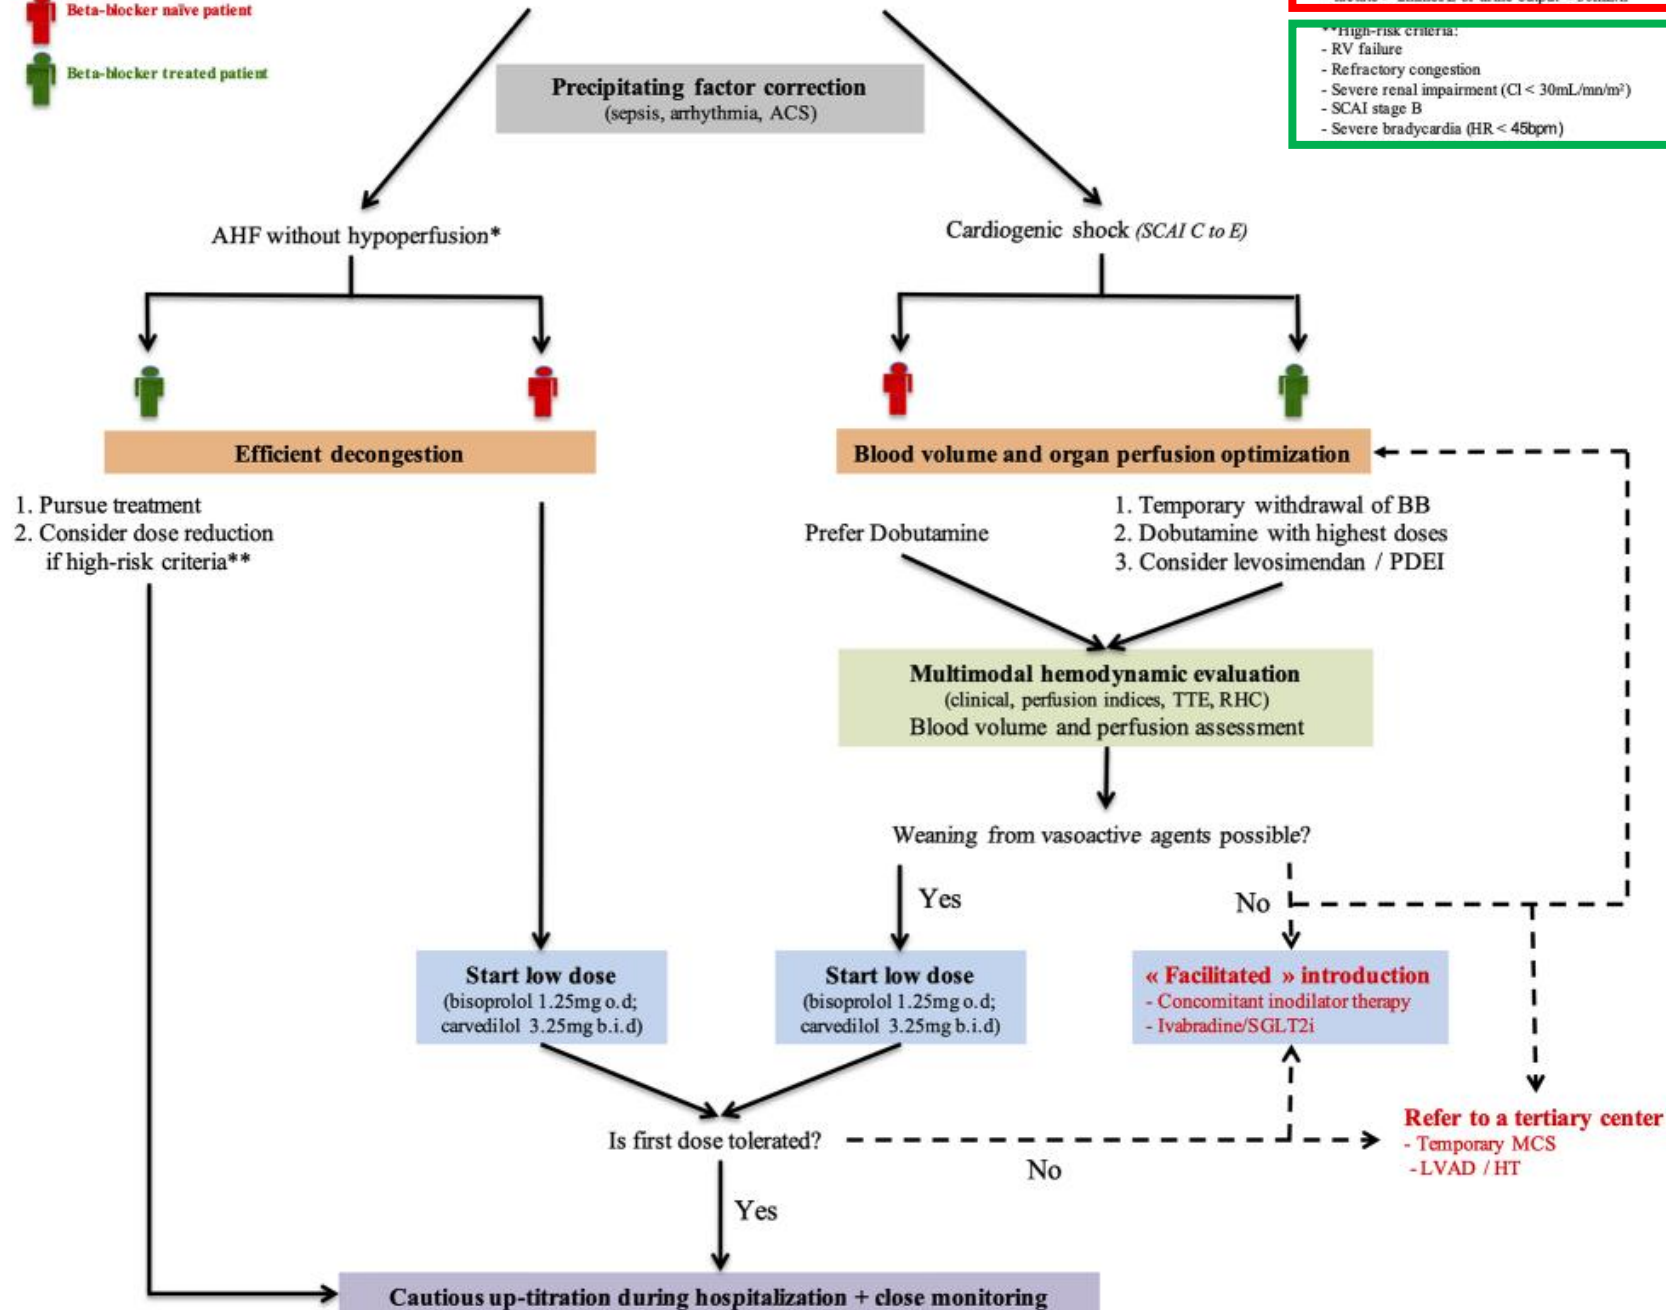 Beta-blocker naïve patient
Beta-blocker treated patient
**High-risk criteria:
- RV failure
- Refractory congestion
- Severe renal impairment (Cl < 30mL/mn/m²)
- SCAI stage B
- Severe bradycardia (HR < 45bpm)
Precipitating factor correction
(sepsis, arrhythmia, ACS)
AHF without hypoperfusion*
Cardiogenic shock (SCAI C to E)
Efficient decongestion
Blood volume and organ perfusion optimization
1. Pursue treatment
2. Consider dose reduction
if high-risk criteria**
Prefer Dobutamine
1. Temporary withdrawal of BB
2. Dobutamine with highest doses
3. Consider levosimendan / PDEI
Multimodal hemodynamic evaluation
(clinical, perfusion indices, TTE, RHC)
Blood volume and perfusion assessment
Weaning from vasoactive agents possible?
Yes
No
Start low dose
(bisoprolol 1.25mg o.d;
carvedilol 3.25mg b.i.d)
Start low dose
(bisoprolol 1.25mg o.d;
carvedilol 3.25mg b.i.d)
« Facilitated » introduction
- Concomitant inodilator therapy
- Ivabradine/SGLT2i
Is first dose tolerated?
No
Yes
Refer to a tertiary center
- Temporary MCS
- LVAD / HT
Cautious up-titration during hospitalization + close monitoring